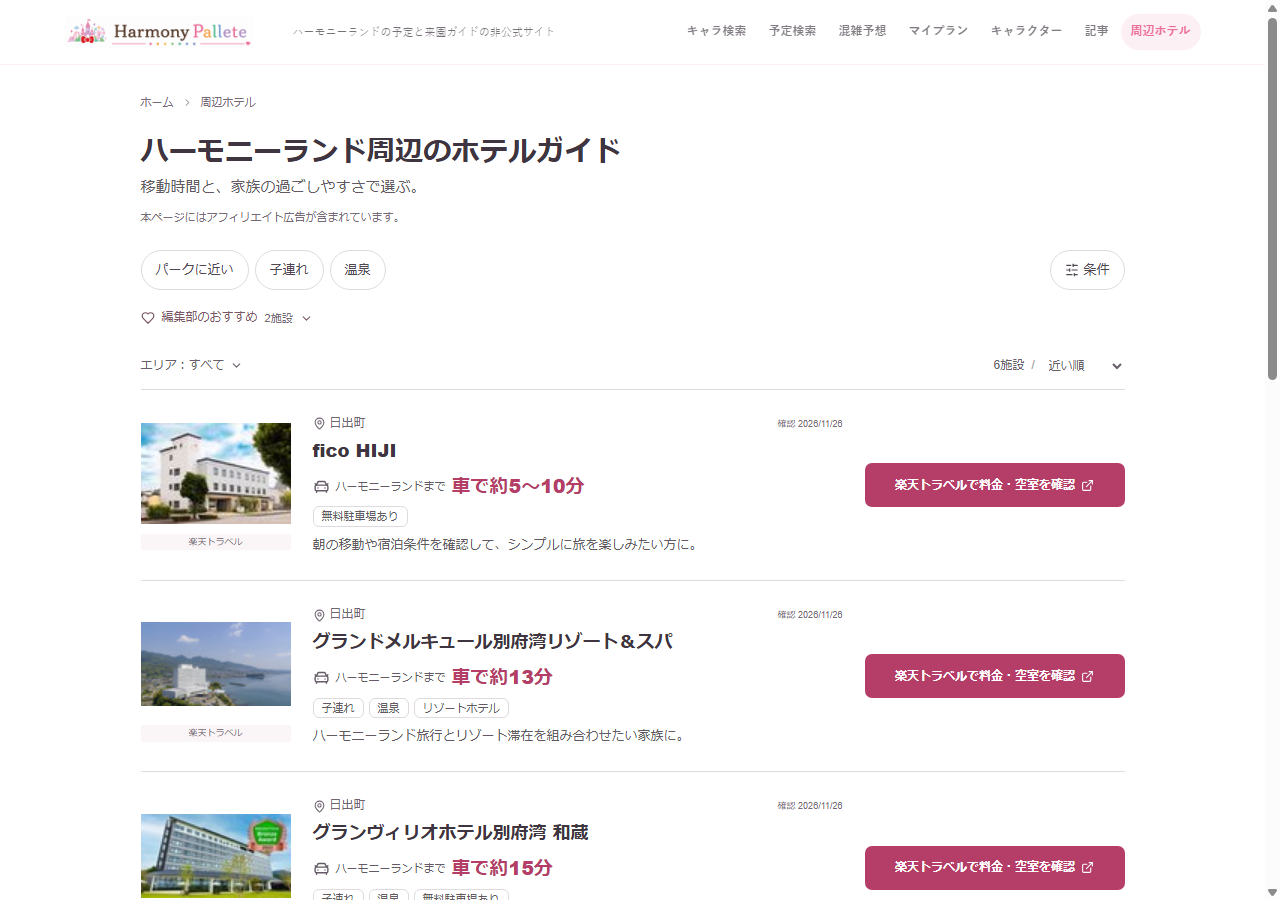 Harmony Pallete
ハーモニーランドの予定と来園ガイドの非公式サイト
キャラ検索
予定検索
混雑予想
マイプラン
キャラクター
記事
周辺ホテル
ホーム > 周辺ホテル
ハーモニーランド周辺のホテルガイド
移動時間と、家族の過ごしやすさで選ぶ。
本ページにはアフィリエイト広告が含まれています。
パークに近い
子連れ
温泉
条件
編集部のおすすめ 2施設
エリア：すべて
6施設 / 近い順
日出町
確認 2026/11/26
fico HIJI
ハーモニーランドまで 車で約5〜10分
楽天トラベルで料金・空室を確認
無料駐車場あり
楽天トラベル
朝の移動や宿泊条件を確認して、シンプルに旅を楽しみたい方に。
日出町
確認 2026/11/26
グランドメルキュール別府湾リゾート＆スパ
ハーモニーランドまで 車で約13分
楽天トラベルで料金・空室を確認
子連れ
温泉
リゾートホテル
楽天トラベル
ハーモニーランド旅行とリゾート滞在を組み合わせたい家族に。
日出町
確認 2026/11/26
グランヴィリオホテル別府湾 和蔵
ハーモニーランドまで 車で約15分
楽天トラベルで料金・空室を確認
子連れ
温泉
無料駐車場あり